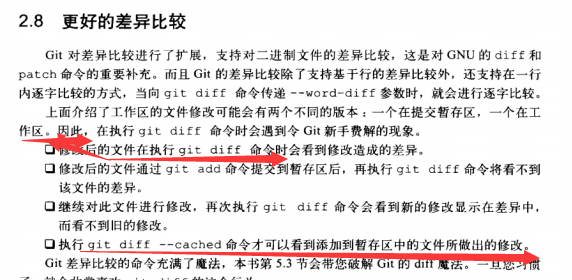 2.8 更好的差异比较
Git 对差异比较进行了扩展，支持对二进制文件的差异比较，这是对 GNU 的 diff 和
patch 命令的重要补充。而且 Git 的差异比较除了支持基于行的差异比较外，还支持在一行
内逐字比较的方式，当向 git diff 命令传递 --word-diff 参数时，就会进行逐字比较。
上面介绍了工作区的文件修改可能会有两个不同的版本：一个在提交暂存区，一个在工
作区。因此，在执行 git diff 命令时会遇到令 Git 新手费解的现象。
❏修改后的文件在执行 git diff 命令时会看到修改造成的差异。
❏修改后的文件通过 git add 命令提交到暂存区后，再执行 git diff 命令将看不到
该文件的差异。
❏继续对此文件进行修改，再次执行 git diff 命令会看到新的修改显示在差异中，
而看不到旧的修改。
❏执行 git diff --cached 命令才可以看到添加到暂存区中的文件所做出的修改。
Git 差异比较的命令充满了魔法，本书第 5.3 节会带您破解 Git 的 diff 魔法。一旦您习惯